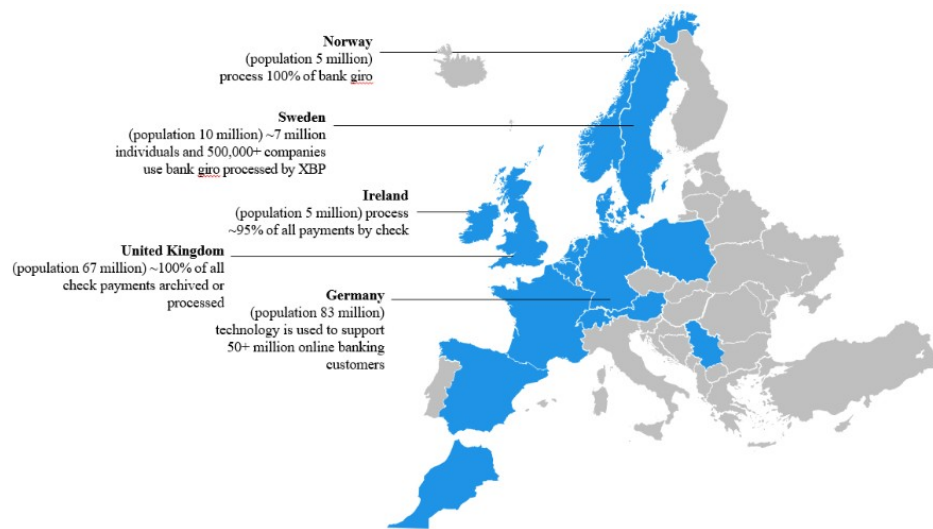 Norway
(population 5 million)
process 100% of bank giro
Sweden
(population 10 million) ~7 million
individuals and 500,000+ companies
use bank giro processed by XBP
Ireland
(population 5 million) process
~95% of all payments by check
United Kingdom
(population 67 million) ~100% of all
check payments archived or
processed
Germany
(population 83 million)
technology is used to support
50+ million online banking
customers